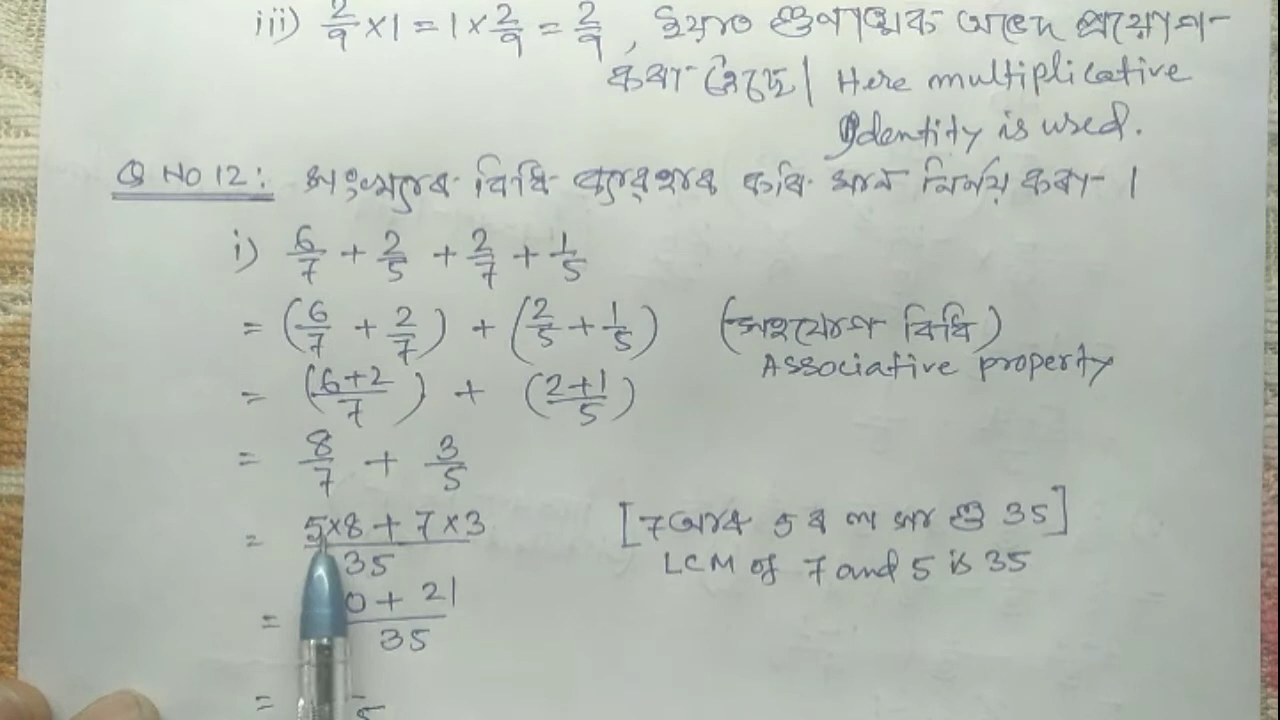 iii) 2/9 × 1 = 1 × 2/9 = 2/9, ইয়াত গুণাত্মক অভেদ প্ৰয়োগ
কৰা হৈছে | Here multiplicative
Identity is used.
Q No 12: সংখ্যাৰ বিধি ব্যৱহাৰ কৰি মান নিৰ্ণয় কৰা |
i) 6/7 + 2/5 + 2/7 + 1/5
= (6/7 + 2/7) + (2/5 + 1/5) (সহযোগ বিধি)
Associative property
= (6+2/7) + (2+1/5)
= 8/7 + 3/5
= 5×8 + 7×3/35 [7 আৰু 5 ৰ ল সা গু 35]
LCM of 7 and 5 is 35
= 0 + 21/35
= 5